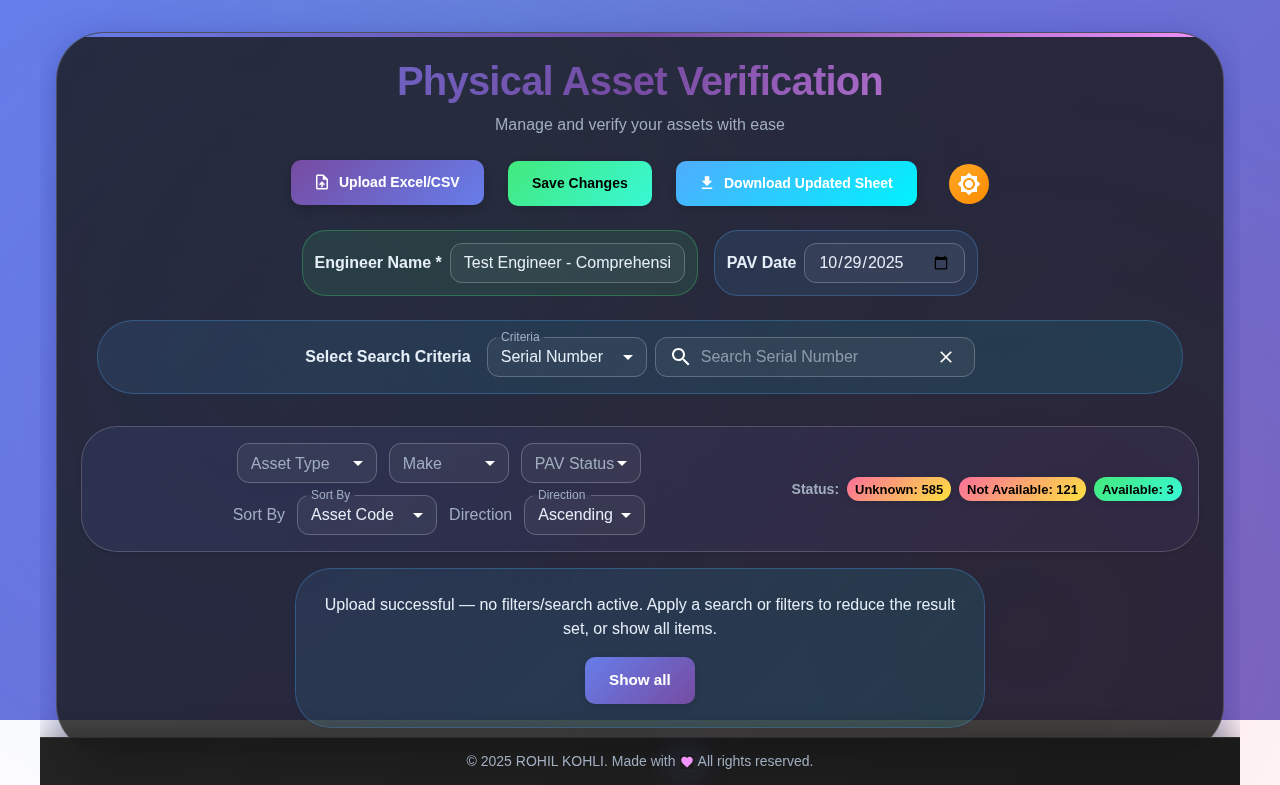 Physical Asset Verification
Manage and verify your assets with ease
Upload Excel/CSV
Save Changes
Download Updated Sheet
Engineer Name * Test Engineer - Comprehensi
PAV Date 10/29/2025
Select Search Criteria
Criteria
Serial Number
Search Serial Number
Asset Type
Make
PAV Status
Sort By
Sort By
Asset Code
Direction
Direction
Ascending
Status: Unknown: 585 Not Available: 121 Available: 3
Upload successful — no filters/search active. Apply a search or filters to reduce the result
set, or show all items.
Show all
© 2025 ROHIL KOHLI. Made with All rights reserved.